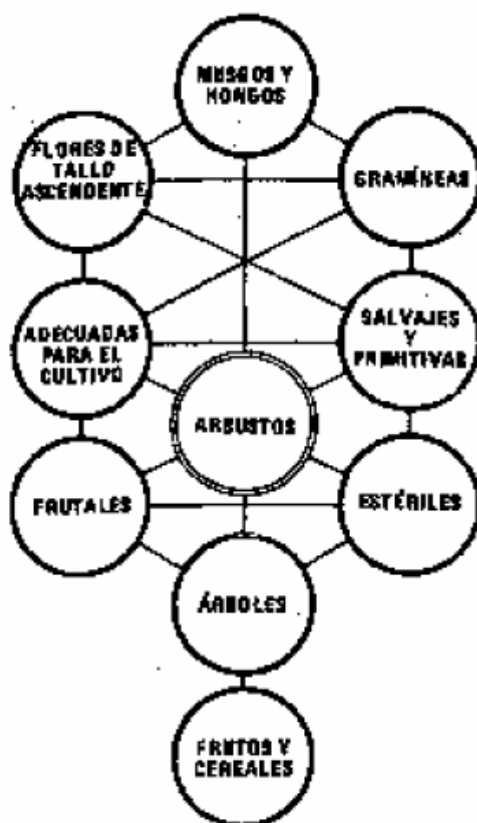 MUSGOS Y
HONGOS
FLORES DE
TALLO
ASCENDENTE
GRAMÍNEAS
ADECUADAS
PARA EL
CULTIVO
SALVAJES
Y
PRIMITIVAS
ARBUSTOS
FRUTALES
ESTÉRILES
ÁRBOLES
FRUTOS Y
CEREALES